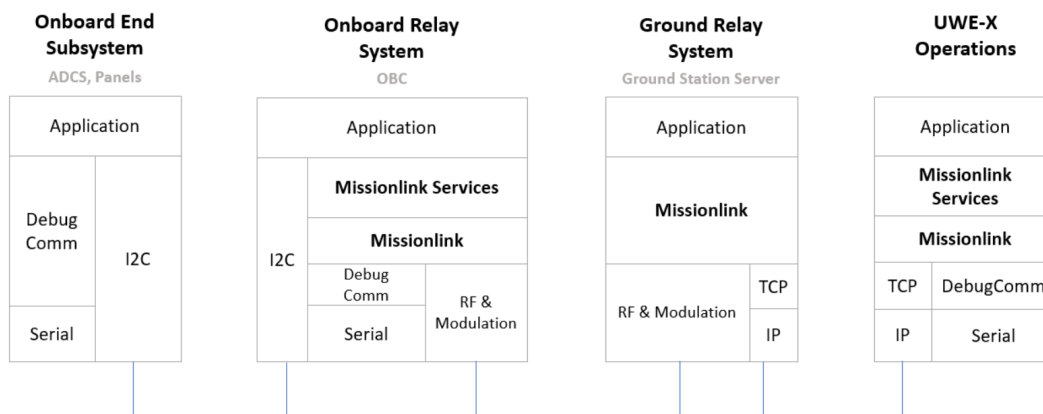 Onboard End
Subsystem
ADCS, Panels
Application
Debug
Comm
I2C
Serial
Onboard Relay
System
OBC
Application
I2C
Missionlink Services
Missionlink
Debug
Comm
Serial
RF &
Modulation
Ground Relay
System
Ground Station Server
Application
Missionlink
RF & Modulation
TCP
IP
UWE-X
Operations
Application
Missionlink
Services
Missionlink
TCP
DebugComm
IP
Serial